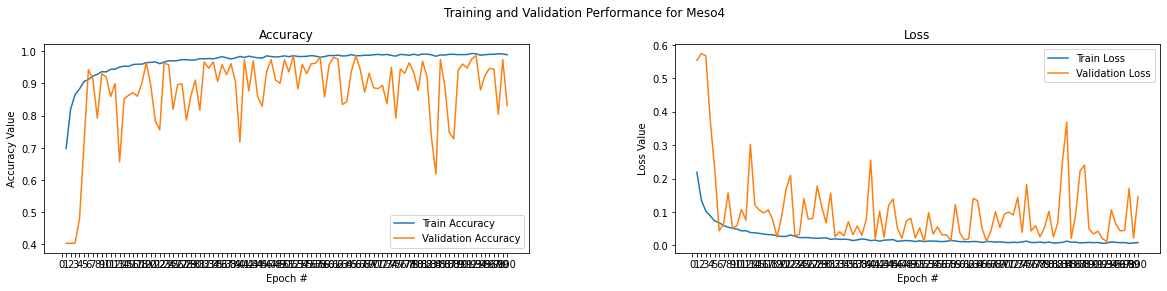 Training and Validation Performance for Meso4
Accuracy
Accuracy Value
1.0
0.9
0.8
0.7
0.6
0.5
0.4
Train Accuracy
Validation Accuracy
Epoch #
Loss
Loss Value
0.6
0.5
0.4
0.3
0.2
0.1
0.0
Train Loss
Validation Loss
Epoch #